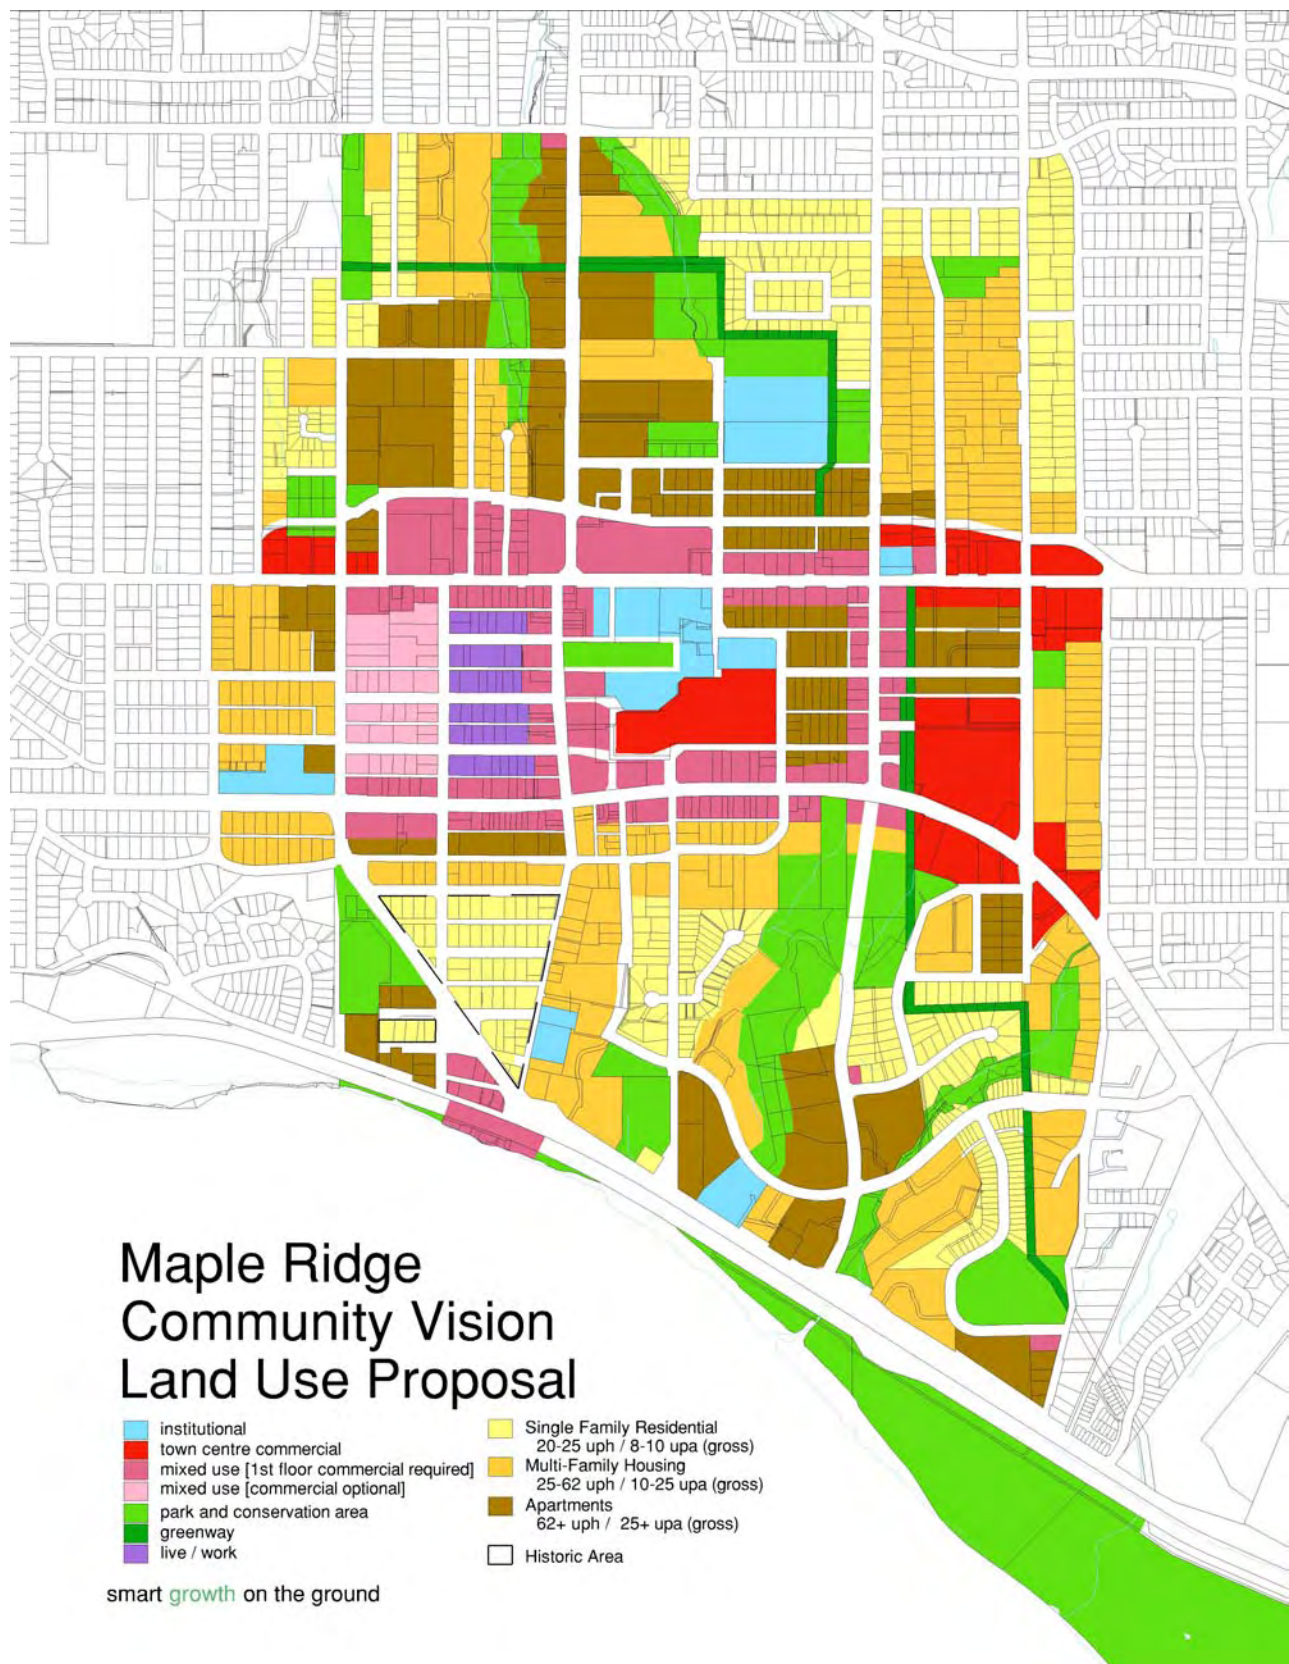 Maple Ridge
Community Vision
Land Use Proposal
institutional
town centre commercial
mixed use [1st floor commercial required]
mixed use [commercial optional]
park and conservation area
greenway
live / work
Single Family Residential
20-25 uph / 8-10 upa (gross)
Multi-Family Housing
25-62 uph / 10-25 upa (gross)
Apartments
62+ uph / 25+ upa (gross)
Historic Area
smart growth on the ground